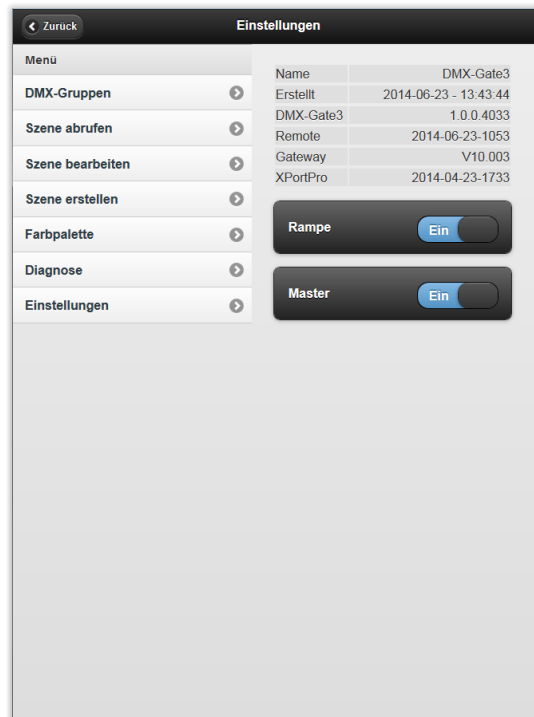 Zurück
Einstellungen
Menü
DMX-Gruppen
Szene abrufen
Szene bearbeiten
Szene erstellen
Farbpalette
Diagnose
Einstellungen
Name DMX-Gate3
Erstellt 2014-06-23 - 13:43:44
DMX-Gate3 1.0.0.4033
Remote 2014-06-23-1053
Gateway V10.003
XPortPro 2014-04-23-1733
Rampe Ein
Master Ein